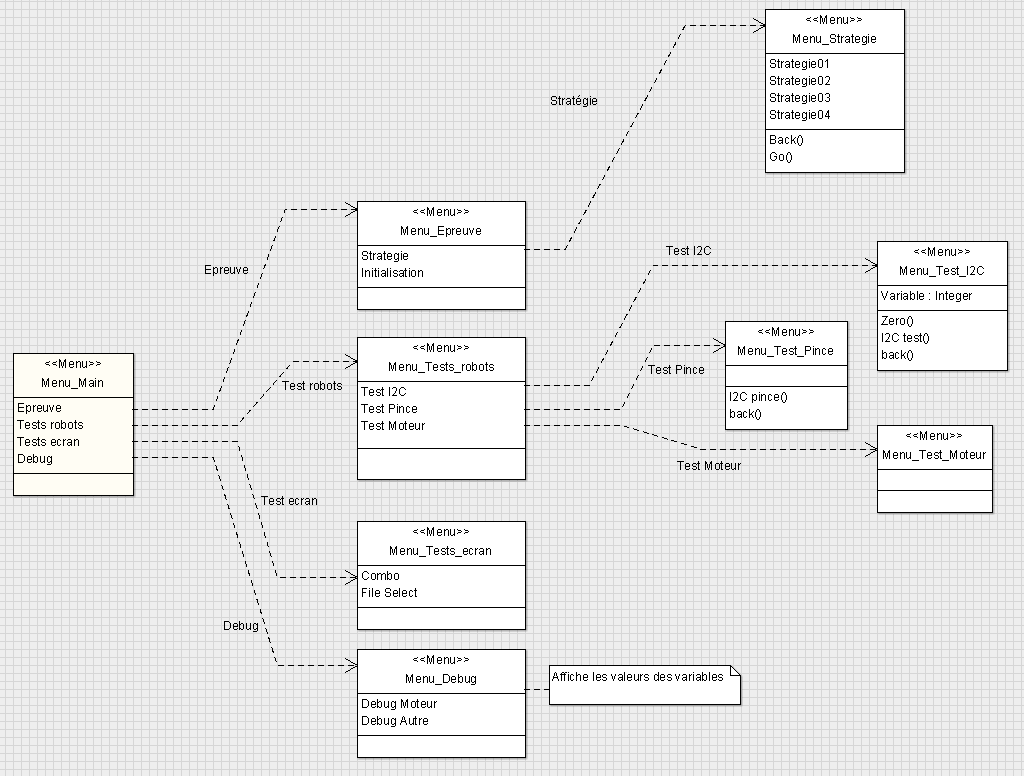 <<Menu>>
Menu_Strategie
Strategie01
Strategie02
Strategie03
Strategie04
Back()
Go()
Stratégie
<<Menu>>
Menu_Epreuve
Strategie
Initialisation
Epreuve
Test I2C
<<Menu>>
Menu_Test_I2C
Variable : Integer
Zero()
I2C test()
back()
<<Menu>>
Menu_Test_Pince
I2C pince()
back()
Test Pince
<<Menu>>
Menu_Tests_robots
Test I2C
Test Pince
Test Moteur
Test robots
<<Menu>>
Menu_Main
Epreuve
Tests robots
Tests ecran
Debug
<<Menu>>
Menu_Test_Moteur
Test Moteur
Test ecran
<<Menu>>
Menu_Tests_ecran
Combo
File Select
Debug
<<Menu>>
Menu_Debug
Debug Moteur
Debug Autre
Affiche les valeurs des variables